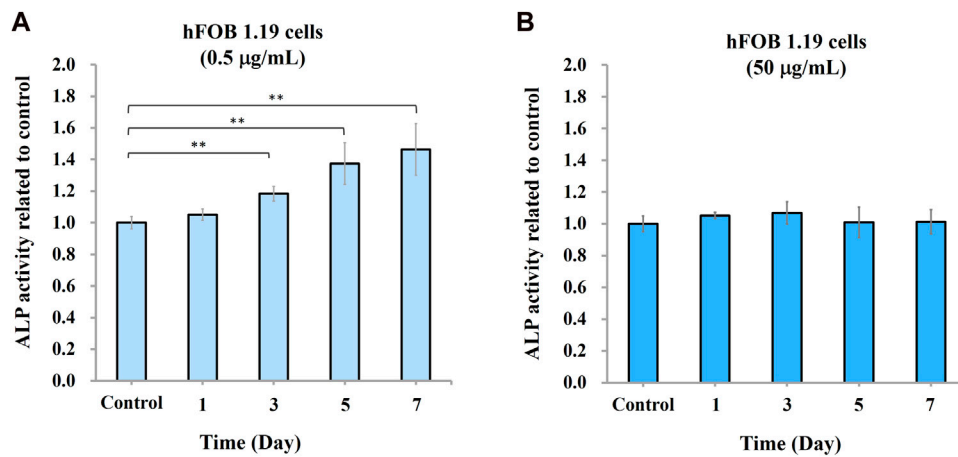 A
hFOB 1.19 cells
(0.5 μg/mL)
ALP activity related to control
2.0
1.8
1.6
1.4
1.2
1.0
0.8
0.6
0.4
0.2
0.0
**
**
**
Control 1 3 5 7
Time (Day)
B
hFOB 1.19 cells
(50 μg/mL)
ALP activity related to control
2.0
1.8
1.6
1.4
1.2
1.0
0.8
0.6
0.4
0.2
0.0
Control 1 3 5 7
Time (Day)